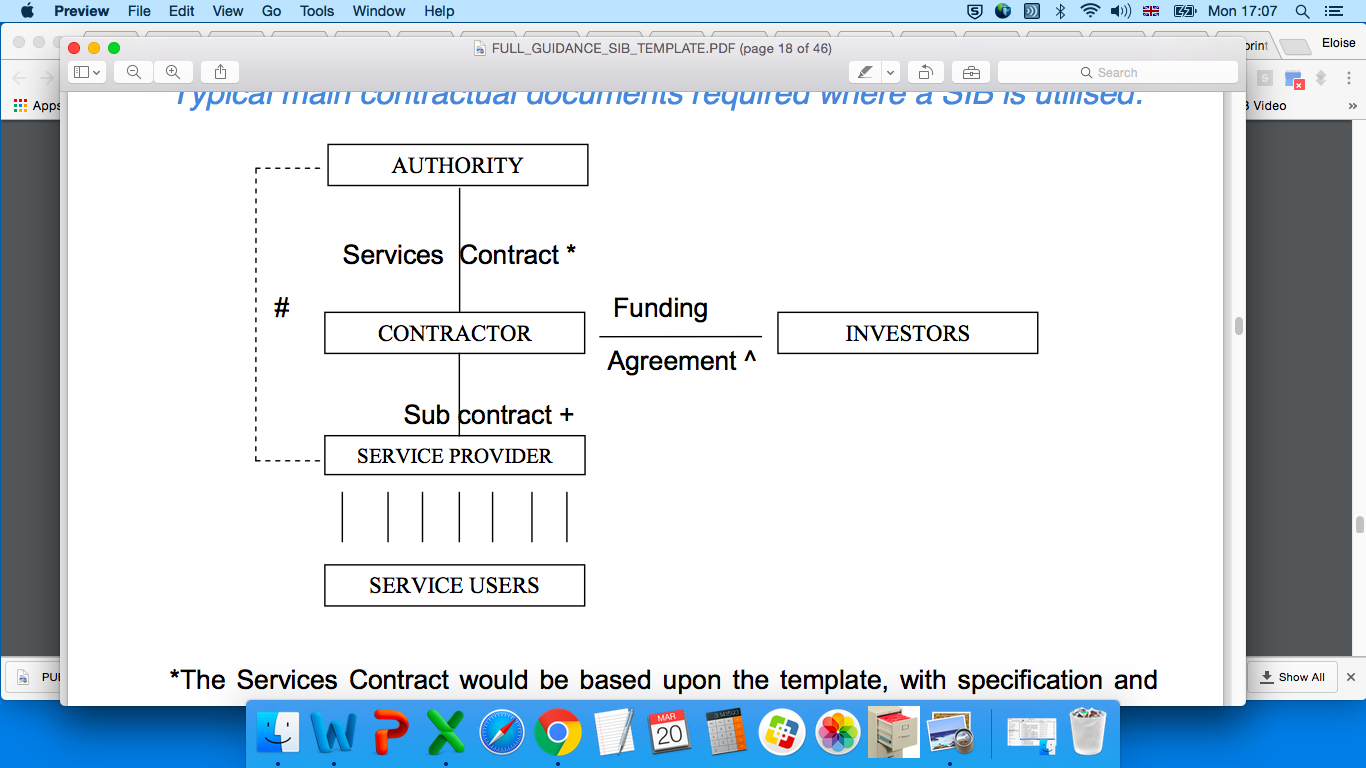 Preview File Edit View Go Tools Window Help Mon 17:07
FULL_GUIDANCE_SIB_TEMPLATE.PDF (page 18 of 46)
print
Eloise
Search
Apps
Video
Typical main contractual documents required where a SIB is utilised.
AUTHORITY
Services Contract *
#
Funding
CONTRACTOR
INVESTORS
Agreement ^
Sub contract +
SERVICE PROVIDER
SERVICE USERS
*The Services Contract would be based upon the template, with specification and
PU
Show All
MAR
20